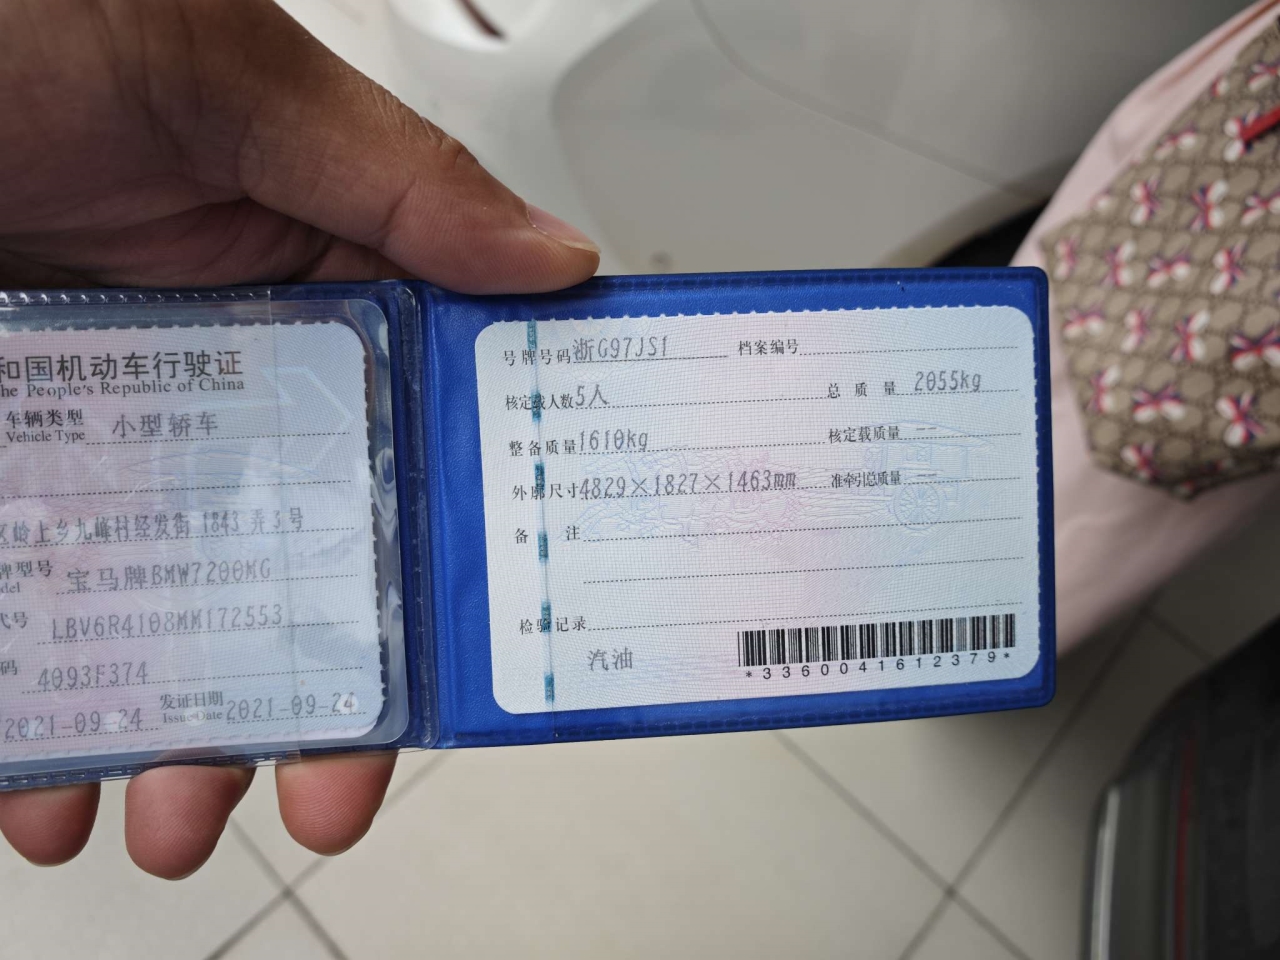 和国机动车行驶证
he People's Republic of China
车辆类型 小型轿车
Vehicle Type
区岭上乡九峰村经发街1843弄3号
牌型号 宝马牌BMW7200MG
del
代号 LBV6R4108MM172553
码 4093F374
2021-09-24 发证日期 2021-09-24
Issue Date
号牌号码 浙G97JS1 档案编号
核定载人数 5人 总质量 2055kg
整备质量 1610kg 核定载质量 --
外廓尺寸 4829×1827×1463mm 准牵引总质量 --
备注
检验记录
汽油
*3360041612379*